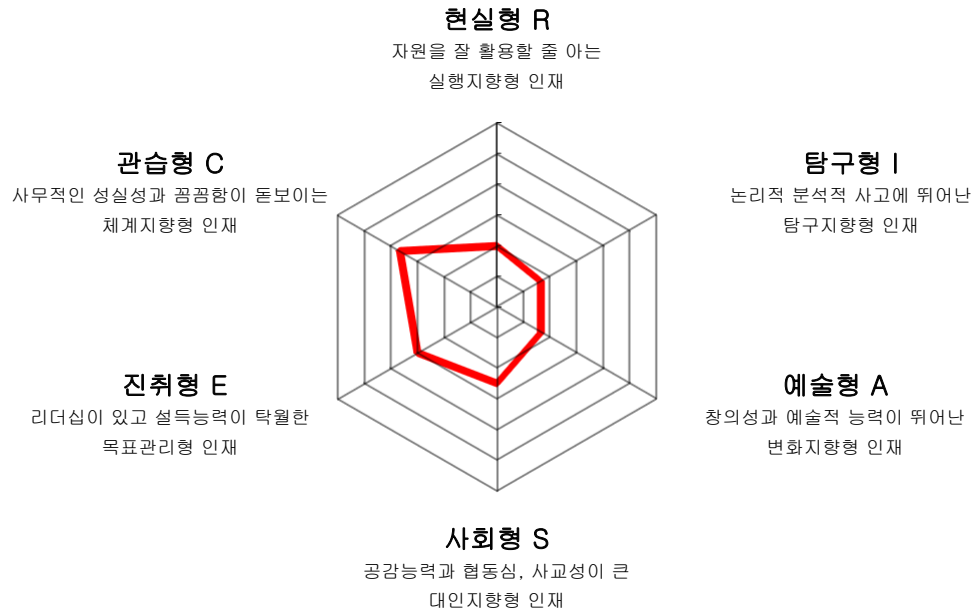 현실형 R
자원을 잘 활용할 줄 아는
실행지향형 인재
관습형 C
사무적인 성실성과 꼼꼼함이 돋보이는
체계지향형 인재
탐구형 I
논리적 분석적 사고에 뛰어난
탐구지향형 인재
진취형 E
리더십이 있고 설득능력이 탁월한
목표관리형 인재
예술형 A
창의성과 예술적 능력이 뛰어난
변화지향형 인재
사회형 S
공감능력과 협동심, 사교성이 큰
대인지향형 인재